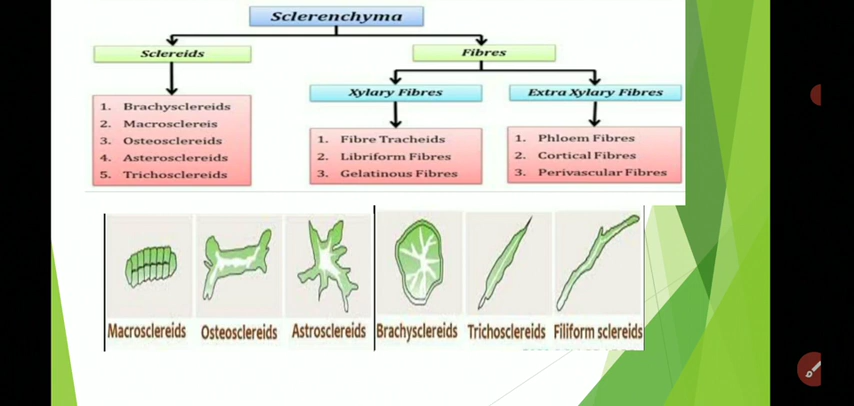 Sclerenchyma
Sclereids
Fibres
Xylary Fibres
Extra Xylary Fibres
1. Brachysclereids
2. Macrosclereis
3. Osteosclereids
4. Asterosclereids
5. Trichosclereids
1. Fibre Tracheids
2. Libriform Fibres
3. Gelatinous Fibres
1. Phloem Fibres
2. Cortical Fibres
3. Perivascular Fibres
Macrosclereids
Osteosclereids
Astrosclereids
Brachysclereids
Trichosclereids
Filiform sclereids